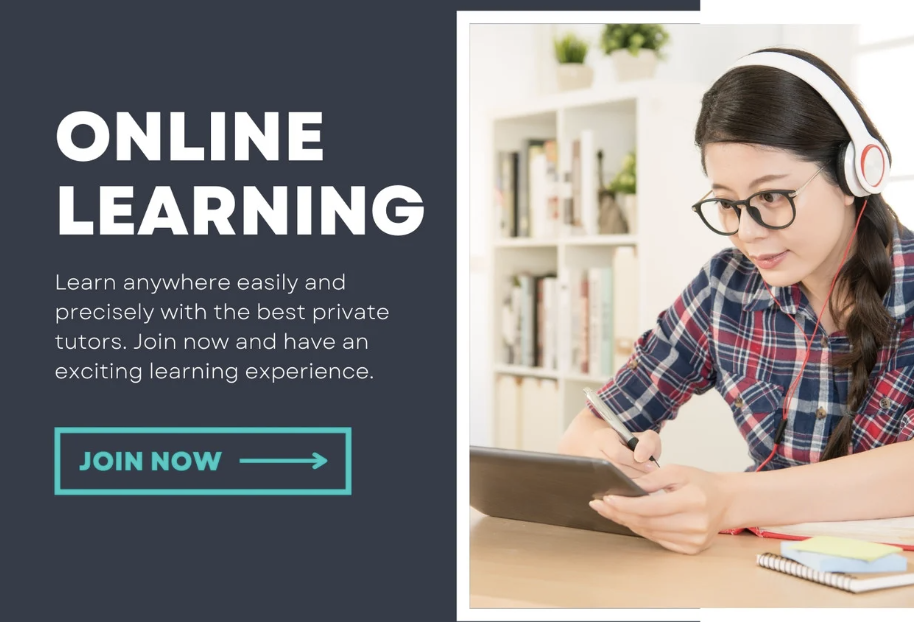 ONLINE
LEARNING
Learn anywhere easily and
precisely with the best private
tutors. Join now and have an
exciting learning experience.
JOIN NOW